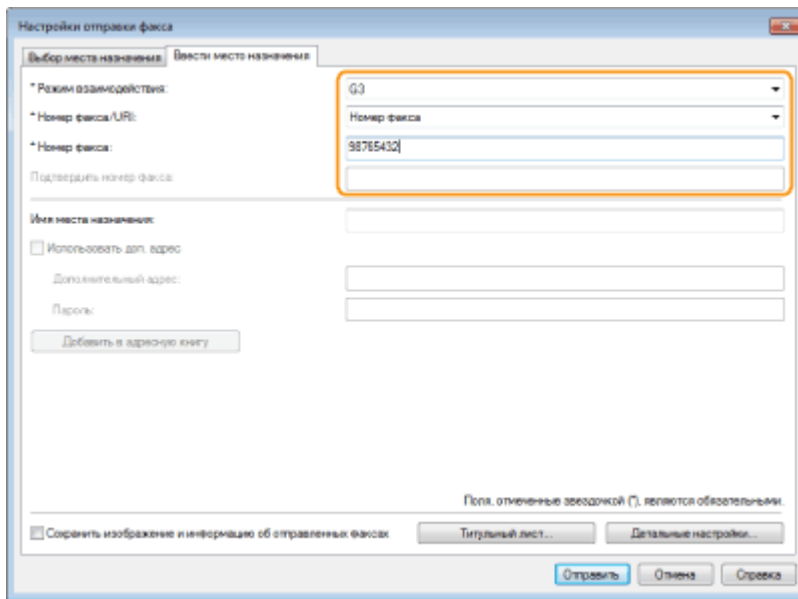 Настройки отправки факса
Выбор места назначения Ввести место назначения
* Режим взаимодействия: G3
* Номер факса/URI: Номер факса
* Номер факса: 98765432
Подтвердить номер факса:
Имя места назначения:
Использовать доп. адрес
Дополнительный адрес:
Пароль:
Добавить в адресную книгу
Поля, отмеченные звездочкой (*), являются обязательными.
Сохранить изображение и информацию об отправленных факсах Титульный лист... Детальные настройки...
Отправить Отмена Справка